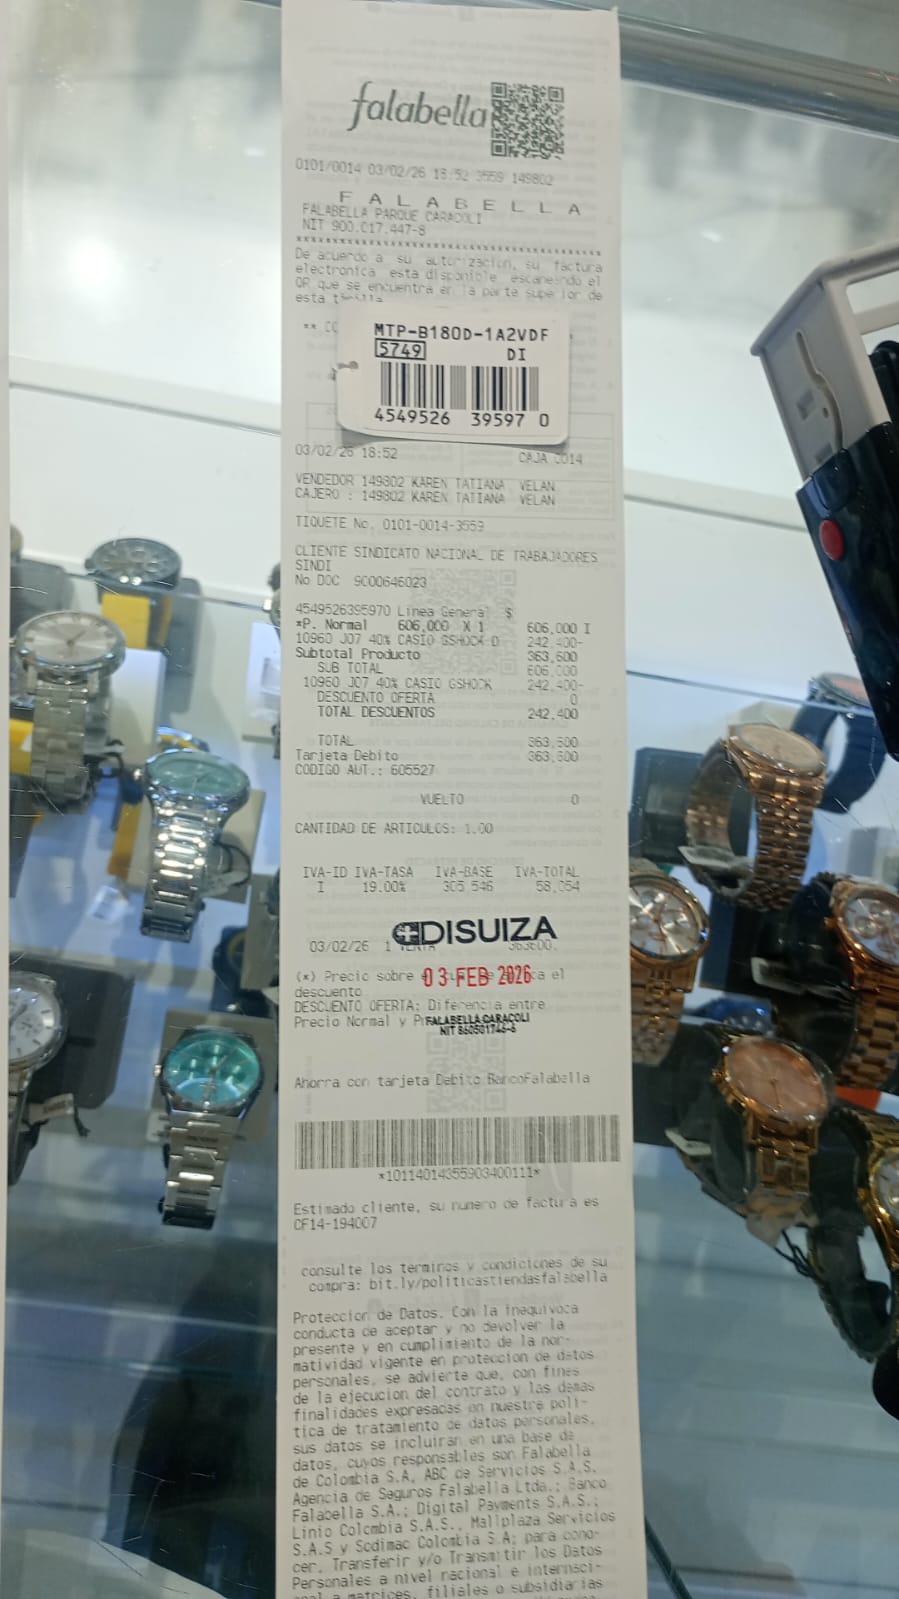 falabella
0101/0014 03/02/26 18:52 3559 149802
F A L A B E L L A
FALABELLA PARQUE CARACOLI
NIT 900.017.447-8
De acuerdo a su autorizacion, su factura
electronica esta disponible escaneando el
QR que se encuentra en la parte superior de
esta
** CO
MTP-B180D-1A2VDF
5749 DI
4549526 39597 0
03/02/26 18:52 CAJA 0014
VENDEDOR 149802 KAREN TATIANA VELAN
CAJERO : 149802 KAREN TATIANA VELAN
TIQUETE No. 0101-0014-3559
CLIENTE SINDICATO NACIONAL DE TRABAJADORES
SINDI
No DOC 9000646023
4549526395970 Linea General $
*P. Normal 606,000 X 1 606,000 I
10960 J07 40% CASIO GSHOCK D 242,400-
Subtotal Producto 363,600
SUB TOTAL 606,000
10960 J07 40% CASIO GSHOCK 242,400-
DESCUENTO OFERTA 0
TOTAL DESCUENTOS 242,400
TOTAL 363,600
Tarjeta Debito 363,600
CODIGO AUT.: 605527
VUELTO 0
CANTIDAD DE ARTICULOS: 1.00
IVA-ID IVA-TASA IVA-BASE IVA-TOTAL
I 19.00% 305,546 58,054
DISUIZA
03/02/26 1 VENTA 363600.
(*) Precio sobre el
03 FEB 2026
descuento
DESCUENTO OFERTA: Diferencia entre
Precio Normal y
FALABELLA CARACOLI
NIT 860501746-6
Ahorra con tarjeta Debito BancoFalabella
*10114014355903400111*
Estimado cliente, su numero de factura es
CF14-194007
consulte los terminos y condiciones de su
compra: bit.ly/politicastiendasfalabella
Proteccion de Datos. Con la inequivoca
conducta de aceptar y no devolver la
presente y en cumplimiento de la nor-
matividad vigente en proteccion de datos
personales, se advierte que, con fines
de la ejecucion del contrato y las demas
finalidades expresadas en nuestra poli-
tica de tratamiento de datos personales,
sus datos se incluiran en una base de
datos, cuyos responsables son Falabella
de Colombia S.A, ABC de Servicios S.A.S.
Agencia de Seguros Falabella Ltda.; Banco
Falabella S.A.; Digital Payments S.A.S.;
Linio Colombia S.A.S., Mallplaza Servicios
S.A.S y Sodimac Colombia S.A; para cono-
cer, Transferir y/o Transmitir los Datos
Personales a nivel nacional e internaci-
onal a matrices, filiales o subsidiarias